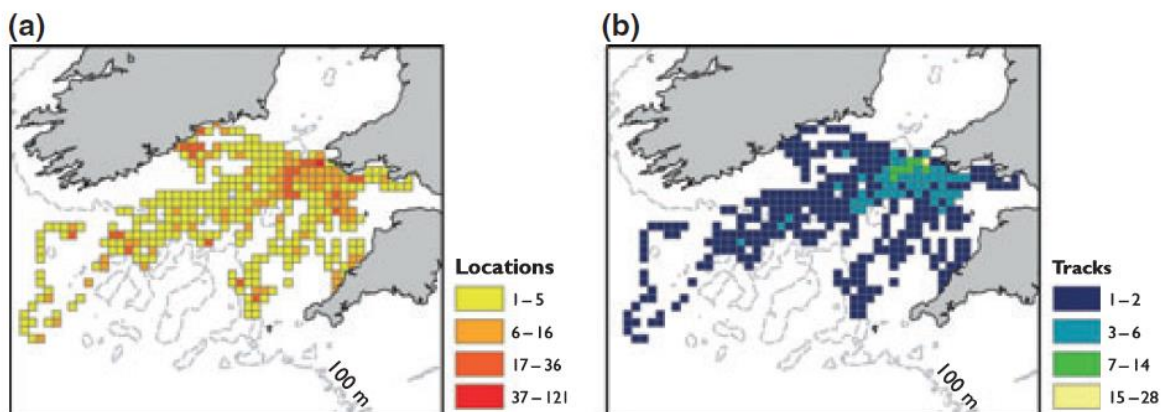 (a)
b
100 m
Locations
1–5
6–16
17–36
37–121
(b)
c
100 m
Tracks
1–2
3–6
7–14
15–28